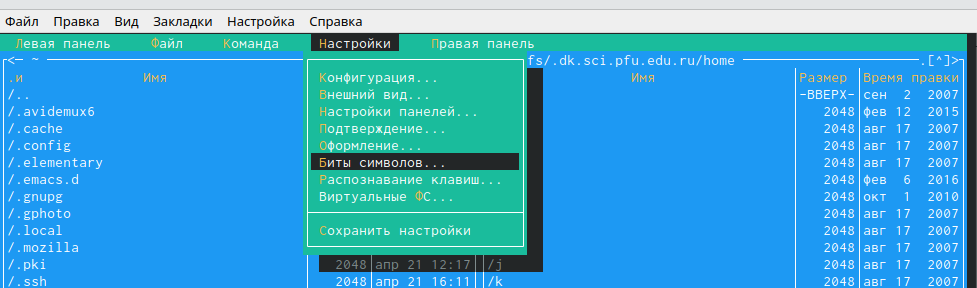 Файл Правка Вид Закладки Настройка Справка
Левая панель Файл Команда Настройки Правая панель
<— ~ fs/.dk.sci.pfu.edu.ru/home .[^]>
.и Имя Имя Размер Время правки
/.. Конфигурация... -ВВЕРХ- сен 2 2007
/.avidemux6 Внешний вид... 2048 фев 12 2015
/.cache Настройки панелей... 2048 авг 17 2007
/.config Подтверждение... 2048 авг 17 2007
/.elementary Оформление... 2048 авг 17 2007
/.emacs.d Биты символов... 2048 фев 6 2016
/.gnupg Распознавание клавиш... 2048 окт 1 2010
/.gphoto Виртуальные ФС... 2048 авг 17 2007
/.local Сохранить настройки 2048 авг 17 2007
/.mozilla 2048 авг 17 2007
/.pki 2048 апр 21 12:17 /j 2048 авг 17 2007
/.ssh 2048 апр 21 16:11 /k 2048 авг 17 2007